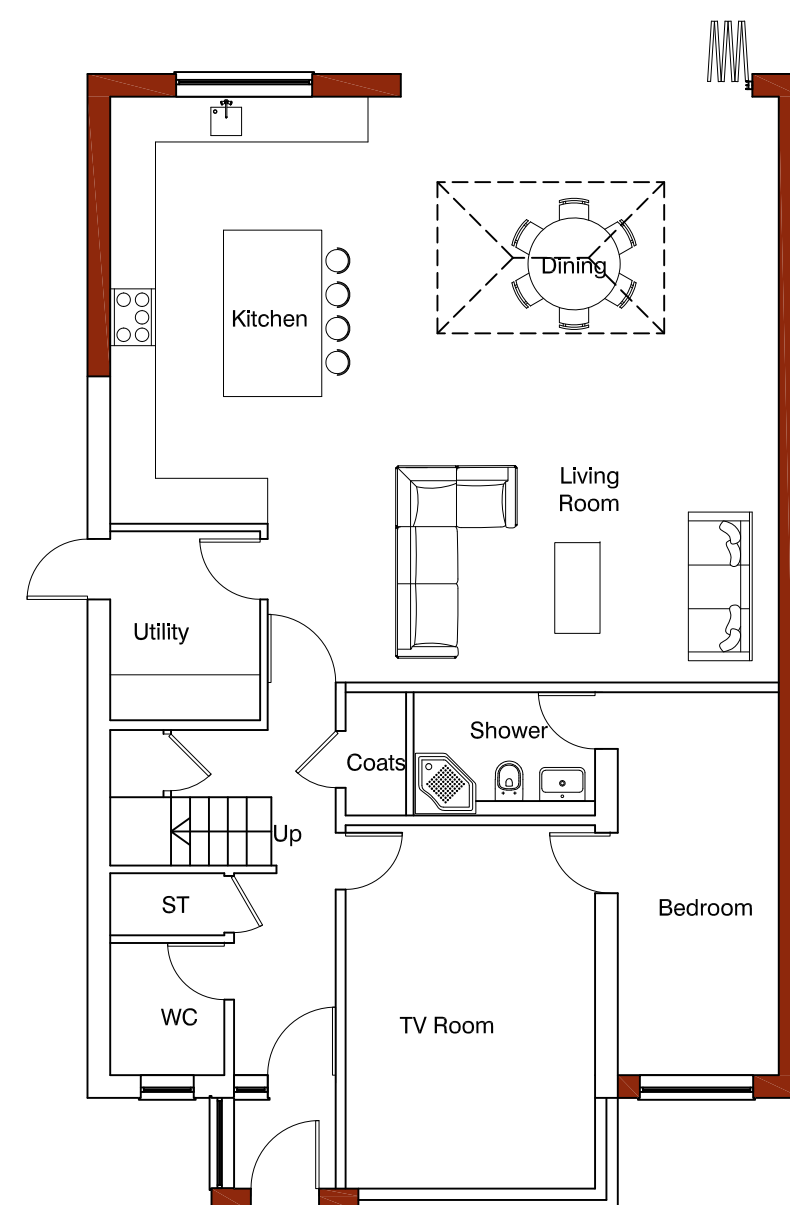 Dining
Kitchen
Living
Room
Utility
Shower
Coats
Up
ST
Bedroom
WC
TV Room